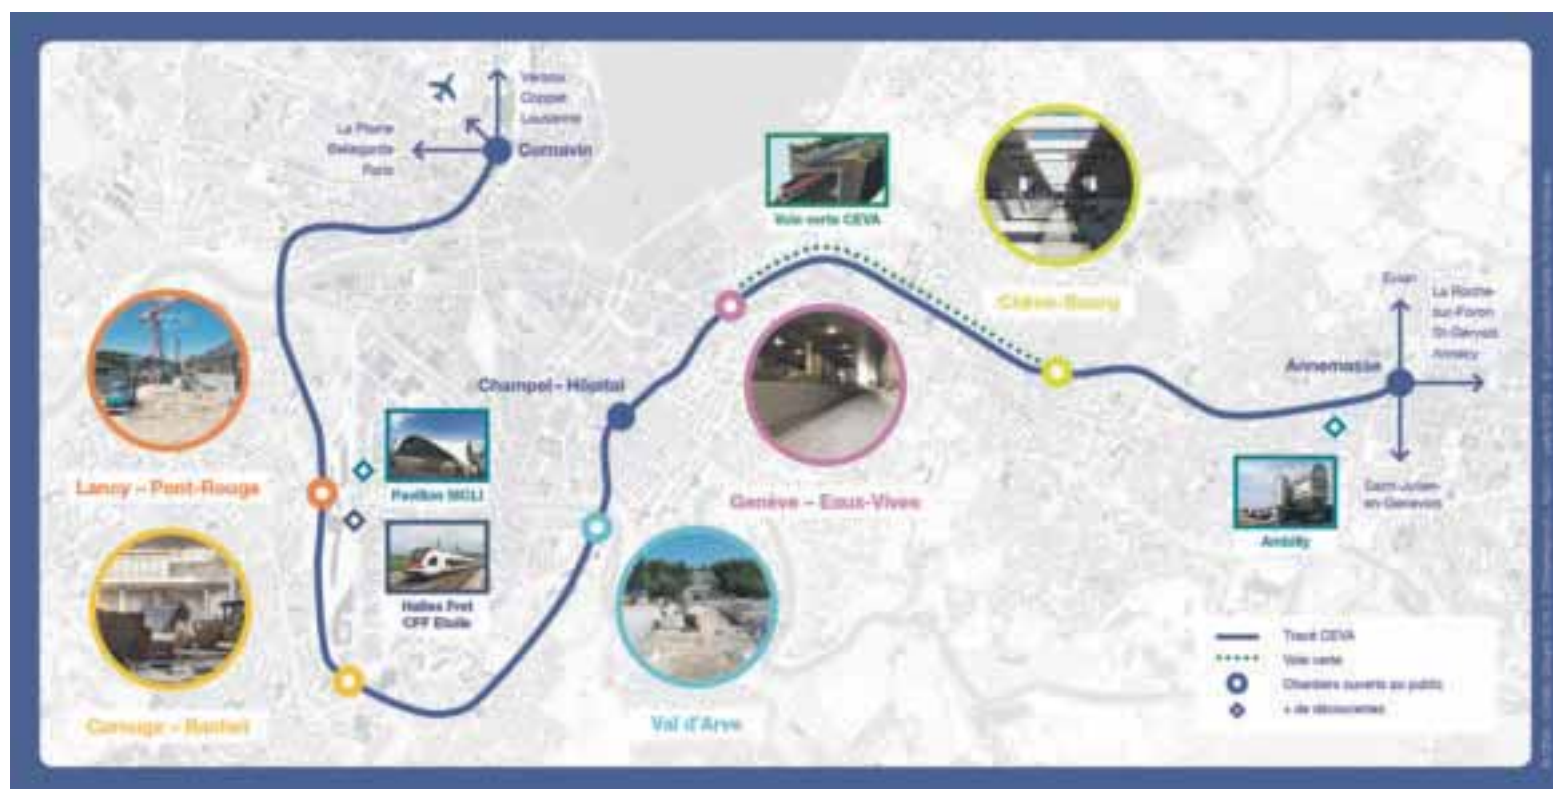 Versoix
Coppet
Lausanne
La Plaine
Bellegarde
Paris
Cornavin
Voie verte CEVA
Chêne-Bourg
Evian
La Roche-
sur-Foron
St-Gervais
Annecy
Annemasse
Champel – Hôpital
Lancy – Pont-Rouge
Pavillon SICLI
Genève – Eaux-Vives
Saint-Julien-
en-Genevois
Ambilly
Halles Fret
CFF Etoile
Carouge – Bachet
Val d'Arve
Tracé CEVA
Voie verte
Chantiers ouverts au public
+ de découvertes